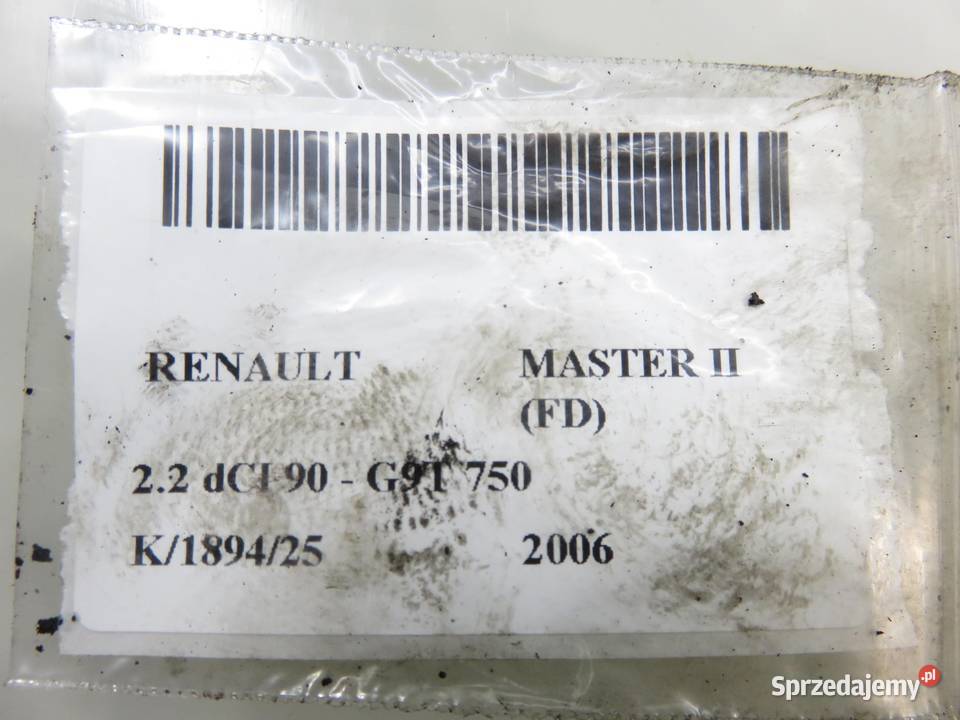 RENAULT MASTER II
(FD)
2.2 dCI 90 - G9T 750
K/1894/25 2006
Sprzedajemy.pl